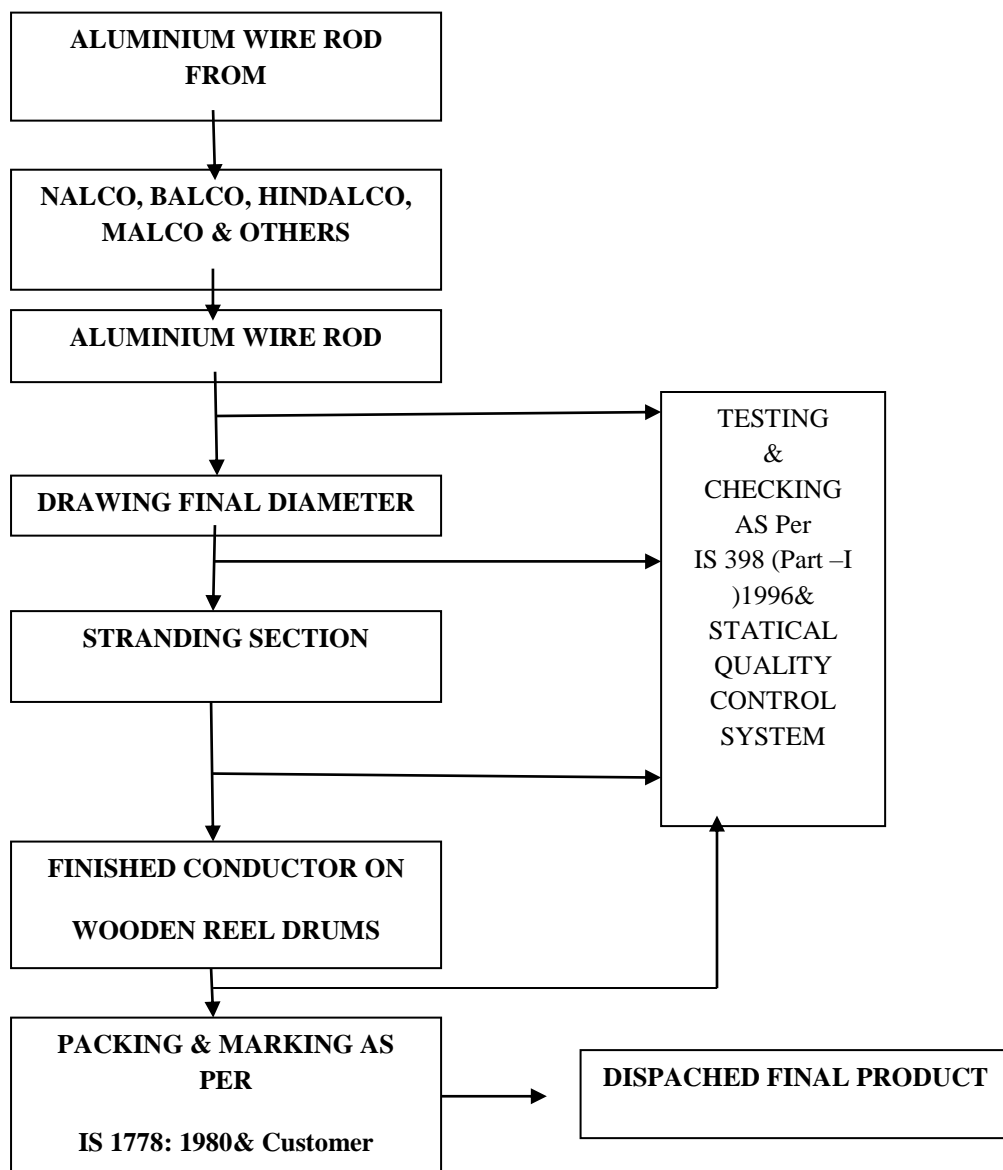 ALUMINIUM WIRE ROD
FROM
NALCO, BALCO, HINDALCO,
MALCO & OTHERS
ALUMINIUM WIRE ROD
DRAWING FINAL DIAMETER
STRANDING SECTION
TESTING
&
CHECKING
AS Per
IS 398 (Part –I
)1996&
STATICAL
QUALITY
CONTROL
SYSTEM
FINISHED CONDUCTOR ON
WOODEN REEL DRUMS
PACKING & MARKING AS
PER
IS 1778: 1980& Customer
DISPACHED FINAL PRODUCT